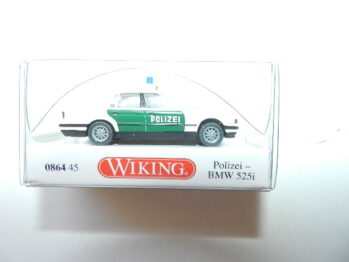 POLIZEI
0864 45
WIKING®
Polizei –
BMW 525i